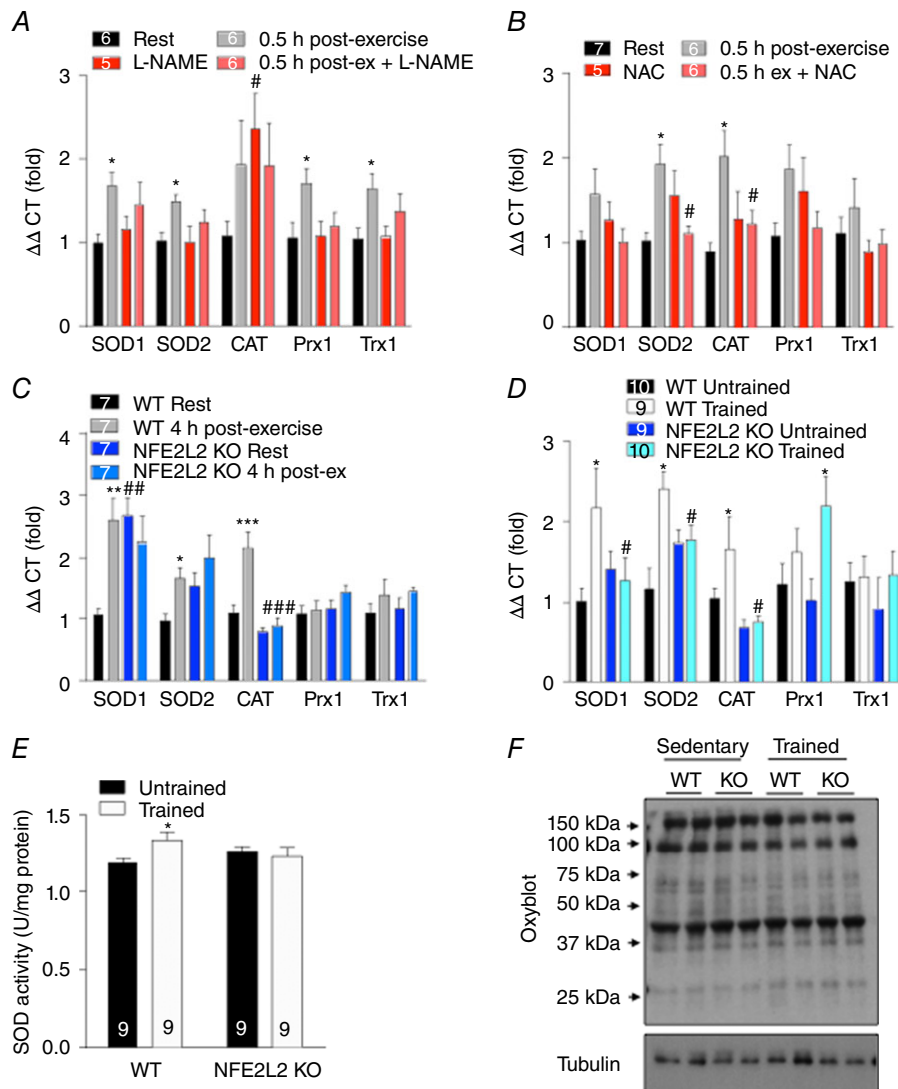 A
6 Rest 6 0.5 h post-exercise
5 L-NAME 6 0.5 h post-ex + L-NAME
3
2
1
0
ΔΔ CT (fold)
* * # * *
SOD1 SOD2 CAT Prx1 Trx1
B
7 Rest 6 0.5 h post-exercise
5 NAC 6 0.5 h ex + NAC
3
2
1
0
ΔΔ CT (fold)
* # * #
SOD1 SOD2 CAT Prx1 Trx1
C
7 WT Rest
7 WT 4 h post-exercise
7 NFE2L2 KO Rest
7 NFE2L2 KO 4 h post-ex
4
3
2
1
0
ΔΔ CT (fold)
** ## * *** ###
SOD1 SOD2 CAT Prx1 Trx1
D
10 WT Untrained
9 WT Trained
9 NFE2L2 KO Untrained
10 NFE2L2 KO Trained
3
2
1
0
ΔΔ CT (fold)
* # * # * # *
SOD1 SOD2 CAT Prx1 Trx1
E
Untrained
Trained
1.5
1.0
0.5
0.0
SOD activity (U/mg protein)
*
9 9 9 9
WT NFE2L2 KO
F
Sedentary Trained
WT KO WT KO
150 kDa
100 kDa
75 kDa
50 kDa
37 kDa
25 kDa
Oxyblot
Tubulin